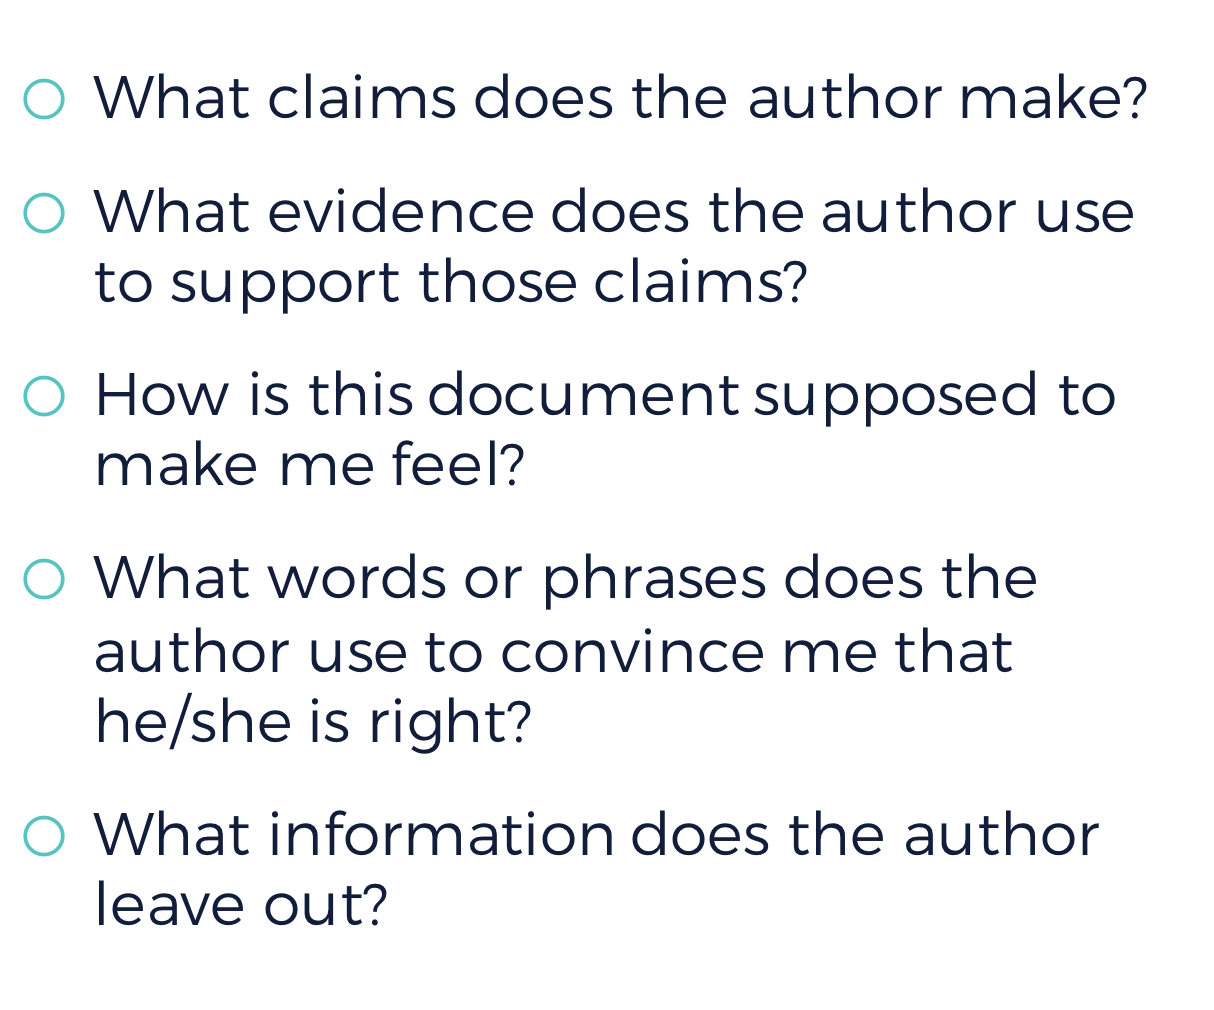 What claims does the author make?
What evidence does the author use
to support those claims?
How is this document supposed to
make me feel?
What words or phrases does the
author use to convince me that
he/she is right?
What information does the author
leave out?